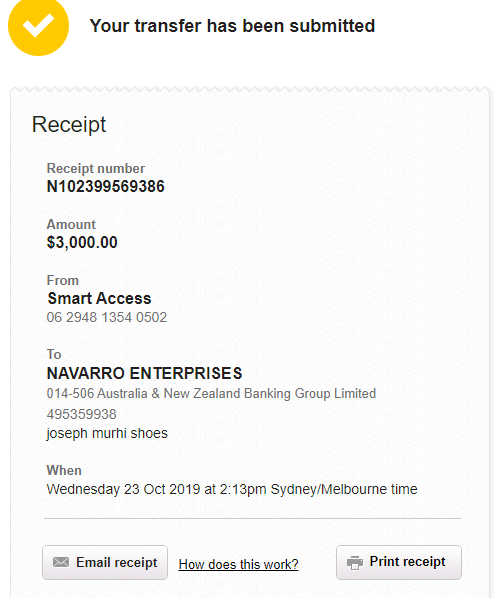 Your transfer has been submitted
Receipt
Receipt number
N102399569386
Amount
$3,000.00
From
Smart Access
06 2948 1354 0502
To
NAVARRO ENTERPRISES
014-506 Australia & New Zealand Banking Group Limited
495359938
joseph murhi shoes
When
Wednesday 23 Oct 2019 at 2:13pm Sydney/Melbourne time
Email receipt How does this work? Print receipt